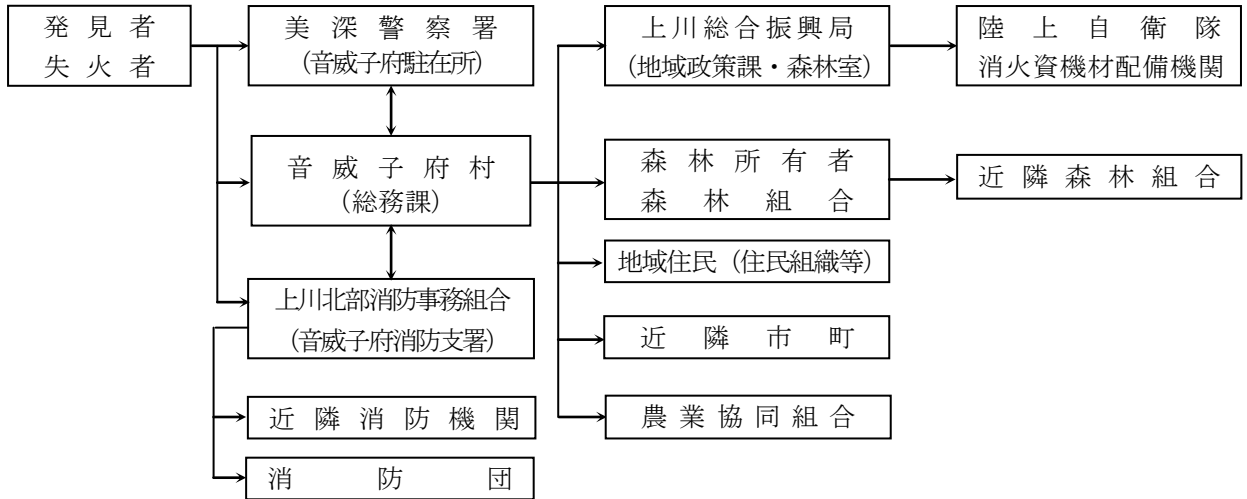 発見者
失火者
美深警察署
(音威子府駐在所)
音威子府村
(総務課)
上川北部消防事務組合
(音威子府消防支署)
近隣消防機関
消防団
上川総合振興局
(地域政策課・森林室)
森林所有者
森林組合
地域住民（住民組織等）
近隣市町
農業協同組合
陸上自衛隊
消火資機材配備機関
近隣森林組合